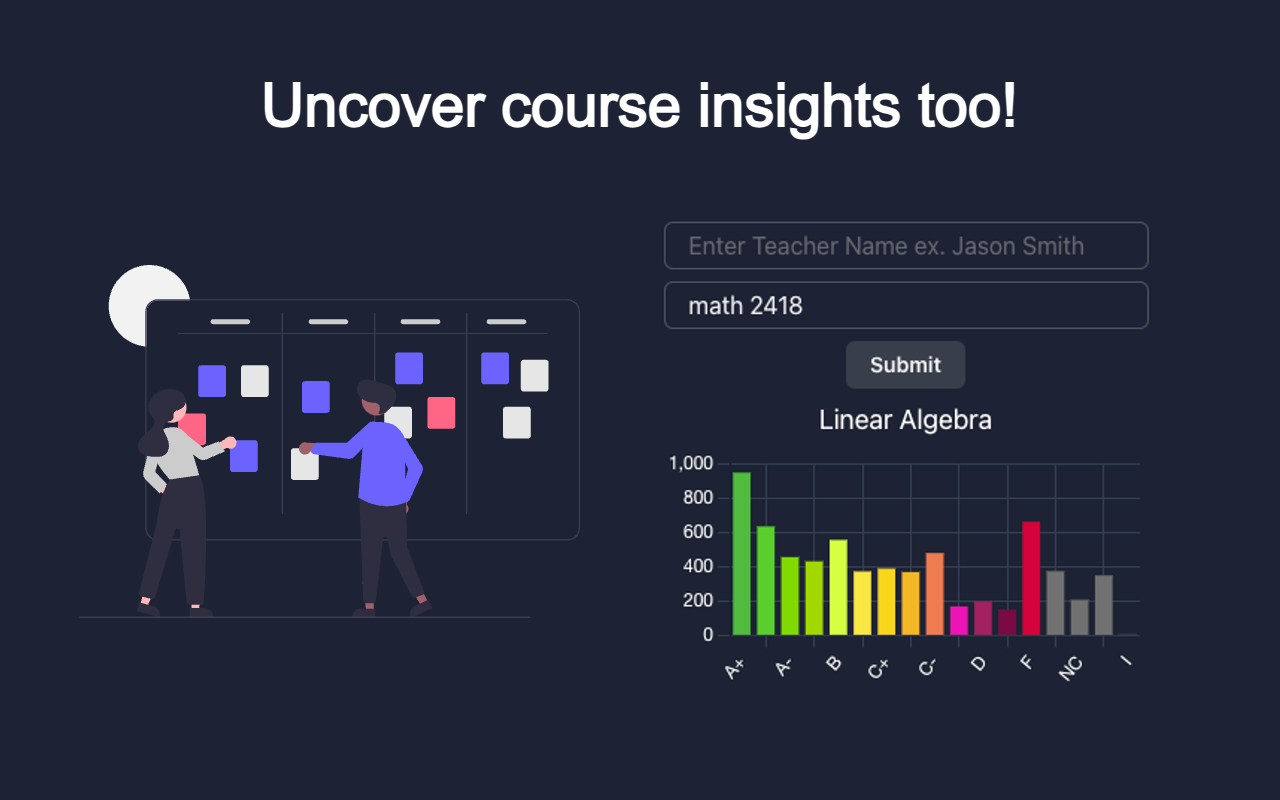 Uncover course insights too!
Enter Teacher Name ex. Jason Smith
math 2418
Submit
Linear Algebra
1,000
800
600
400
200
0
A+
A-
B
C+
C-
D
F
NC
I